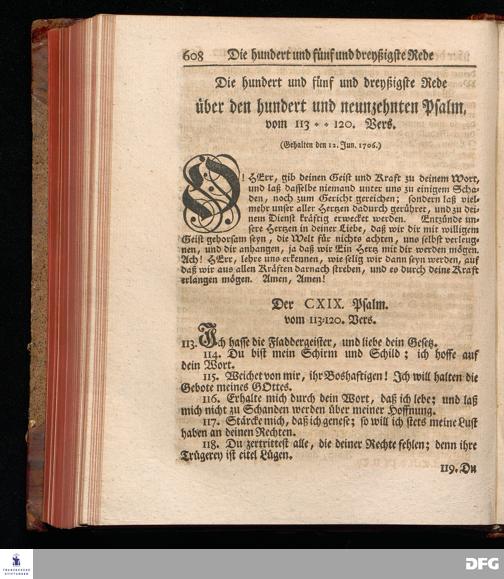 608 Die hundert und fünf und dreyßigste Rede
Die hundert und fünf und dreyßigste Rede
über den hundert und neunzehnten Psalm,
vom 113 ⸗ ⸗ 120. Vers.
(Gehalten den 12. Jun. 1706.)
O! HErr, gib deinen Geist und Kraft zu deinem Wort,
und laß dasselbe niemand unter uns zu einigem Scha⸗
den, noch zum Gericht gereichen; sondern laß viel⸗
mehr unser aller Hertzen dadurch gerühret, und zu dei⸗
nen Dienst kräftig erwecket werden. Entzünde un⸗
sere Hertzen in deiner Liebe, daß wir dir mit willigem
Geist gehorsam seyn, die Welt für nichts achten, uns selbst verleug⸗
nen, und dir anhangen, ja daß wir Ein Hertz mit dir werden mögen.
Ach! HErr, lehre uns erkennen, wie selig wir dann seyn werden, auf
daß wir aus allen Kräften darnach streben, und es durch deine Kraft
erlangen mögen. Amen, Amen!
Der CXIX. Psalm.
vom 113⸗120. Vers.
113. Ich hasse die Fladdergeister, und liebe dein Gesetz.
114. Du bist mein Schirm und Schild; ich hoffe auf
dein Wort.
115. Weichet von mir, ihr Boshaftigen! Ich will halten die
Gebote meines GOttes.
116. Erhalte mich durch dein Wort, daß ich lebe; und laß
mich nicht zu Schanden werden über meiner Hoffnung.
117. Stärcke mich, daß ich genese; so will ich stets meine Lust
haben an deinen Rechten.
118. Du zertrittest alle, die deiner Rechte fehlen; denn ihre
Trügerey ist eitel Lügen.
119. Du
FRANCKESCHE
STIFTUNGEN
DFG